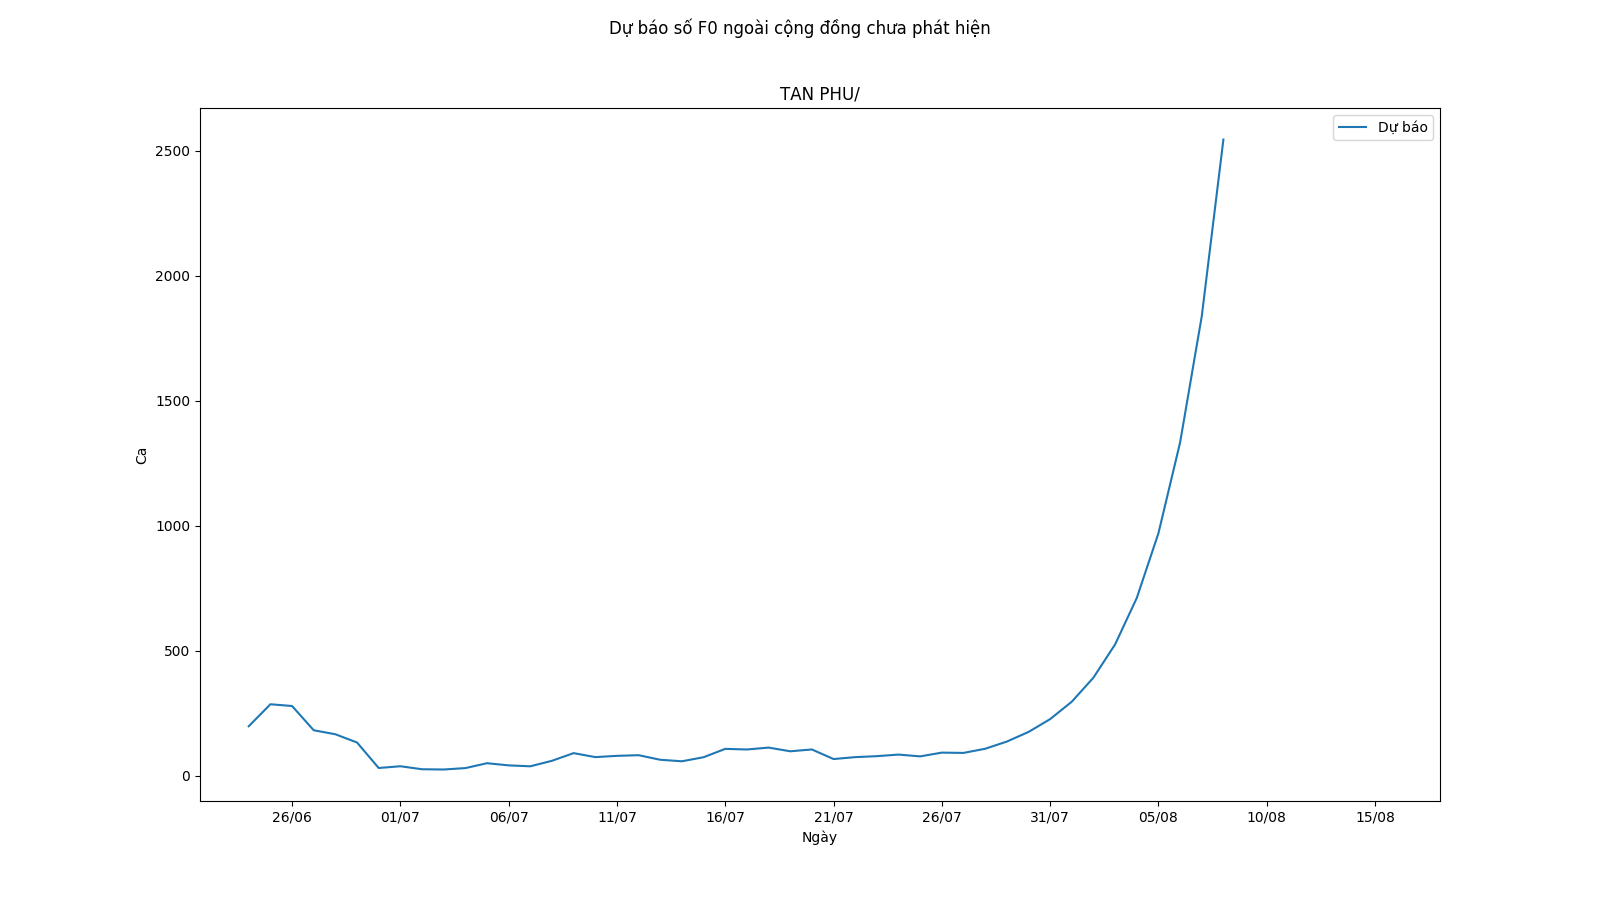 Dự báo số F0 ngoài cộng đồng chưa phát hiện
TAN PHU/
Dự báo
2500
2000
1500
1000
500
0
Ca
26/06 01/07 06/07 11/07 16/07 21/07 26/07 31/07 05/08 10/08 15/08
Ngày